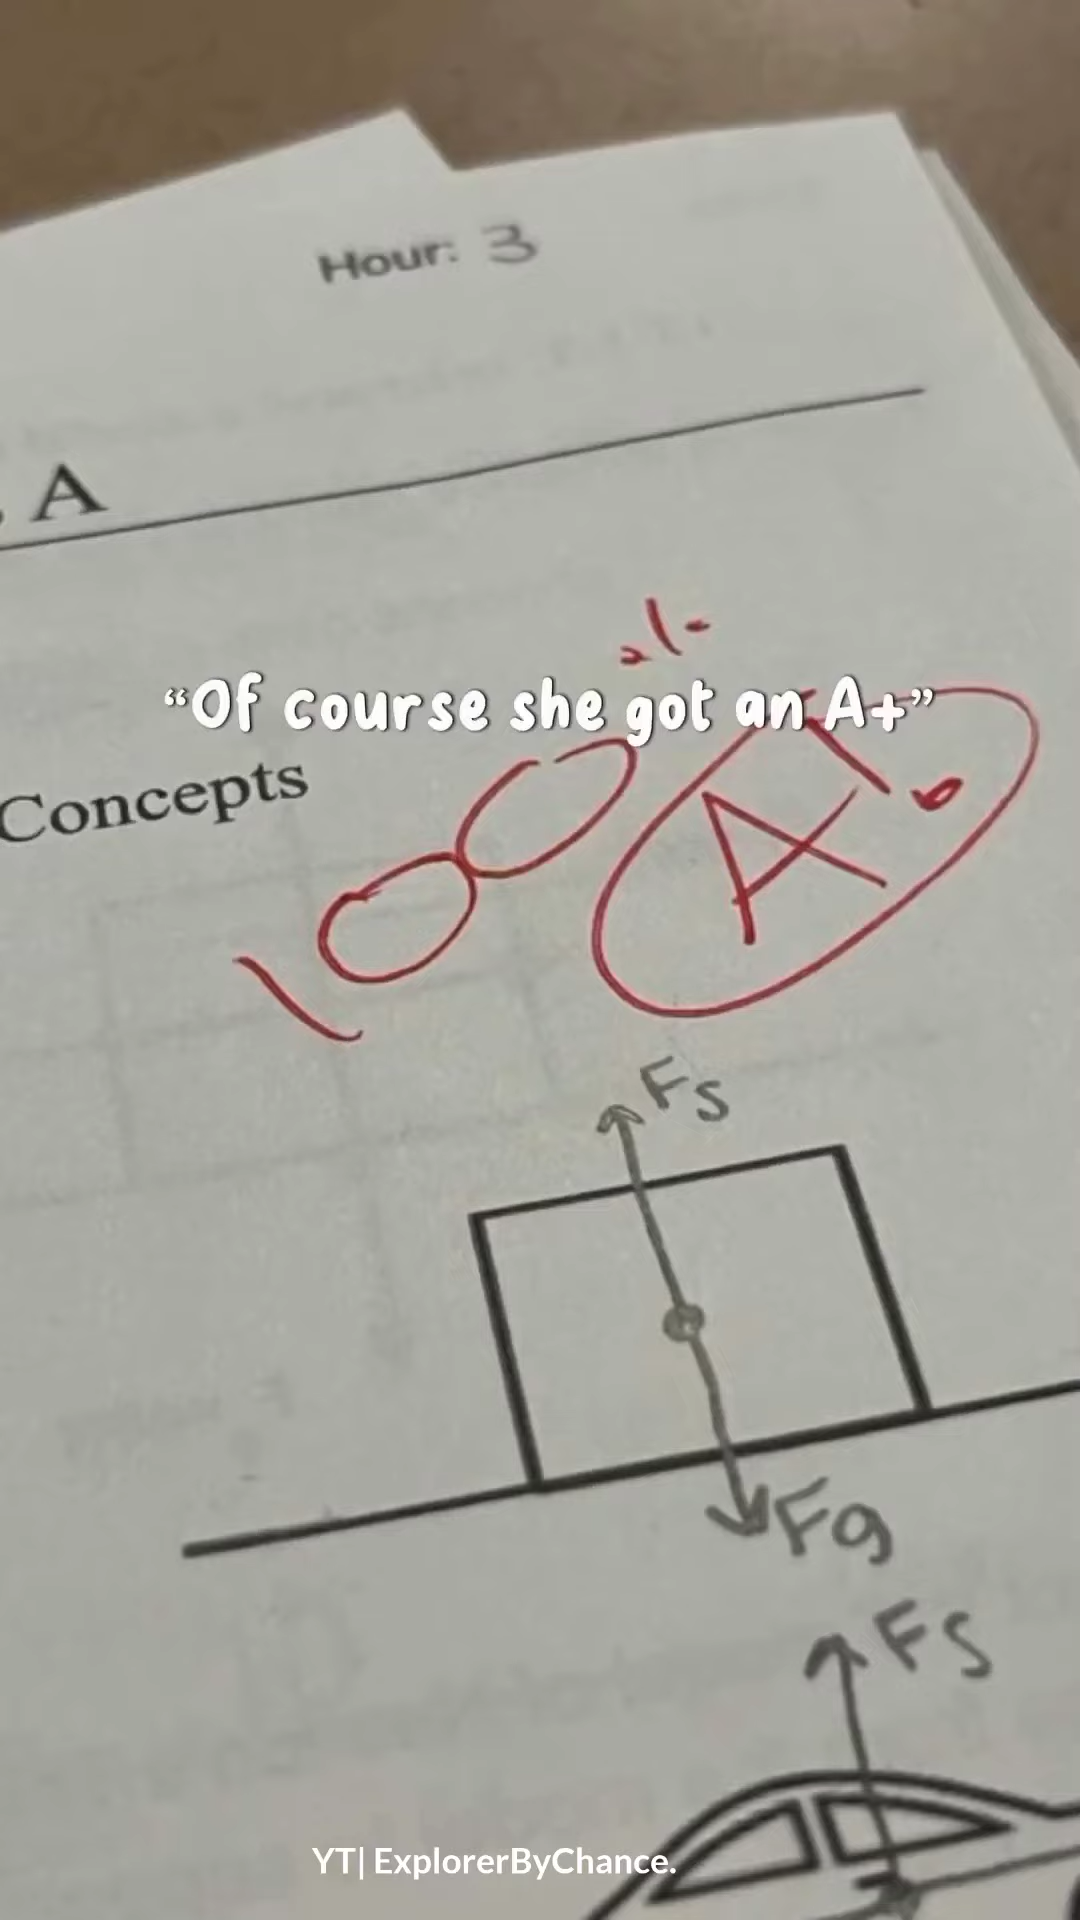 Hour: 3
A
%
“Of course she got an A+”
Concepts
100
A+
Fs
Fg
Fs
YT| ExplorerByChance.